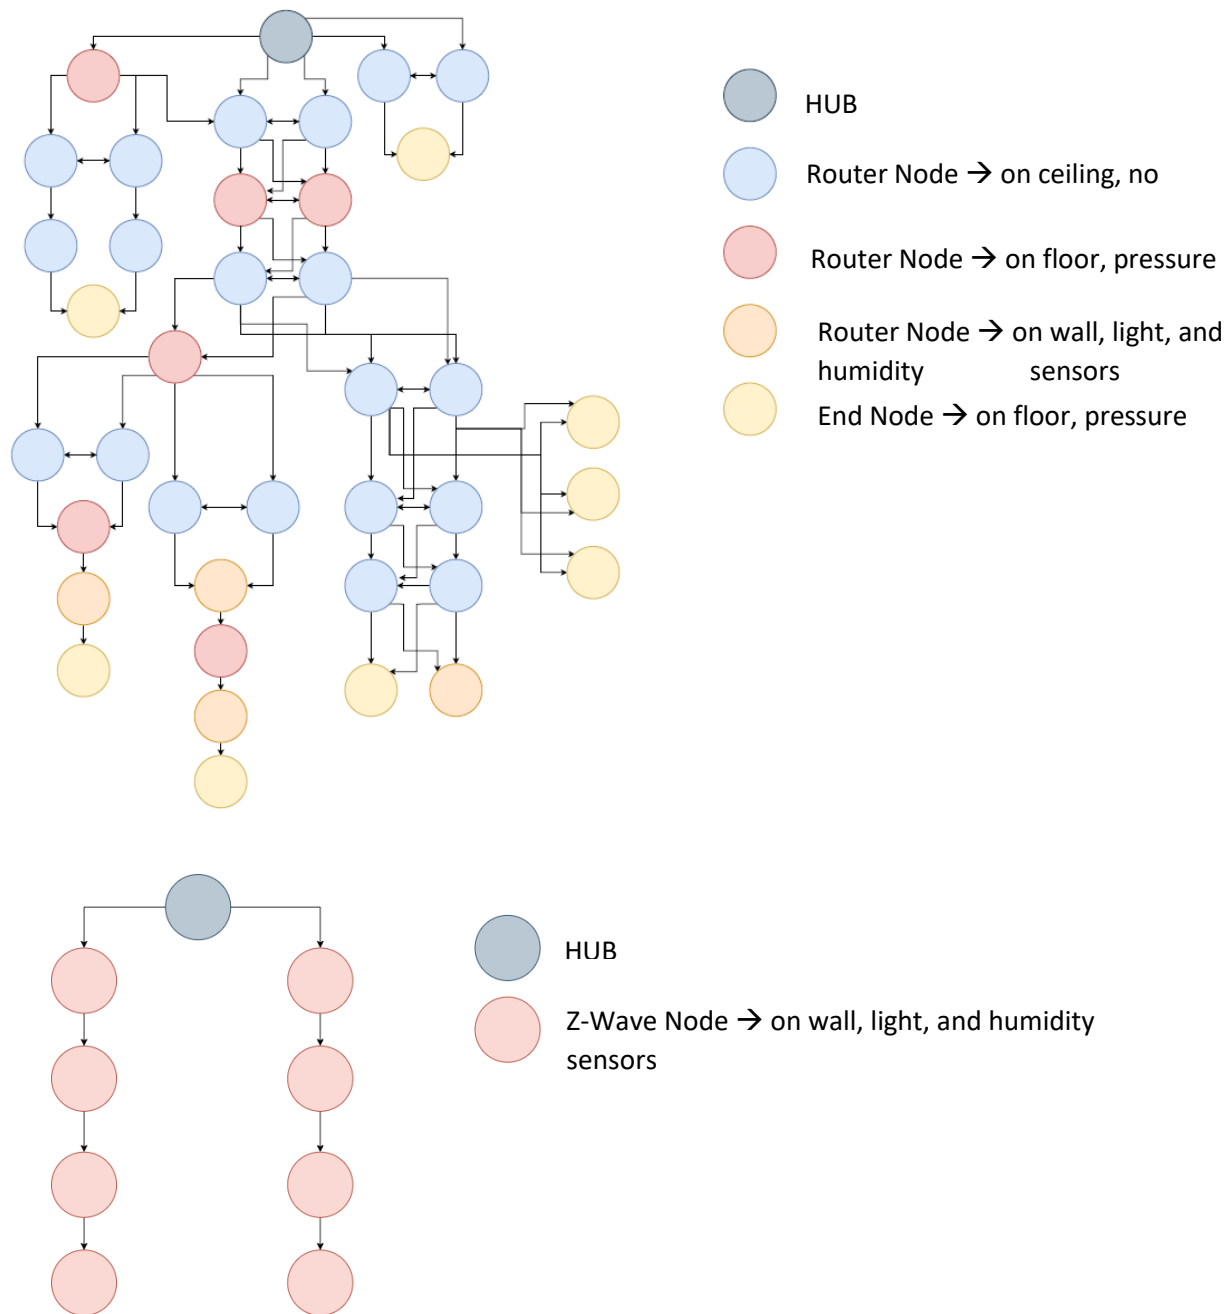 HUB
Router Node → on ceiling, no
Router Node → on floor, pressure
Router Node → on wall, light, and
humidity sensors
End Node → on floor, pressure
HUB
Z-Wave Node → on wall, light, and humidity
sensors